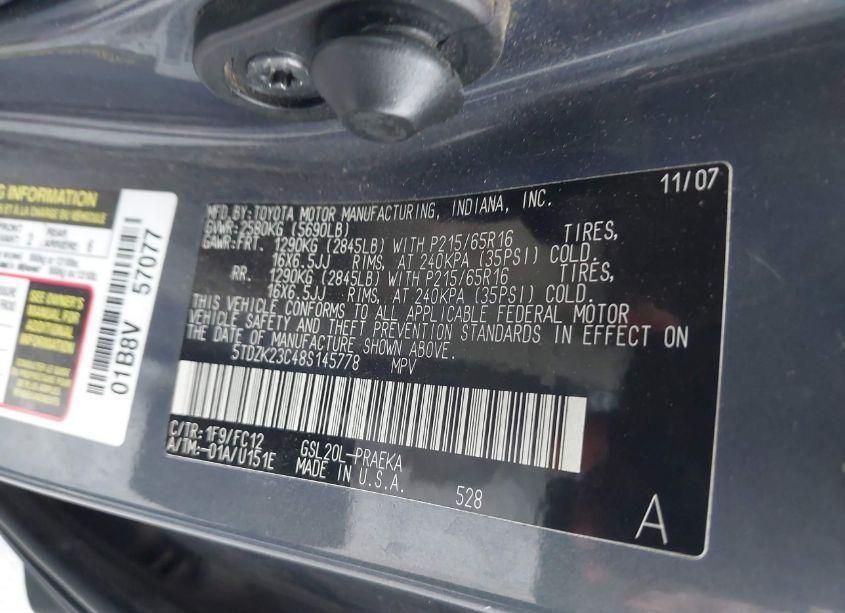 G INFORMATION
57077
01B8V
SEE OWNER'S
MANUAL FOR
ADDITIONAL
INFORMATION
11/07
MFD. BY: TOYOTA MOTOR MANUFACTURING, INDIANA, INC.
GVWR: 2580KG (5690LB)
GAWR: FRT. 1290KG (2845LB) WITH P215/65R16 TIRES,
16X6.5JJ RIMS, AT 240KPA (35PSI) COLD.
RR. 1290KG (2845LB) WITH P215/65R16 TIRES,
16X6.5JJ RIMS, AT 240KPA (35PSI) COLD.
THIS VEHICLE CONFORMS TO ALL APPLICABLE FEDERAL MOTOR
VEHICLE SAFETY AND THEFT PREVENTION STANDARDS IN EFFECT ON
THE DATE OF MANUFACTURE SHOWN ABOVE.
5TDZK23C48S145778 MPV
C/TR: 1F9/FC12
A/TM: -01A/U151E
GSL20L-PRAEKA
MADE IN U.S.A.
528
A